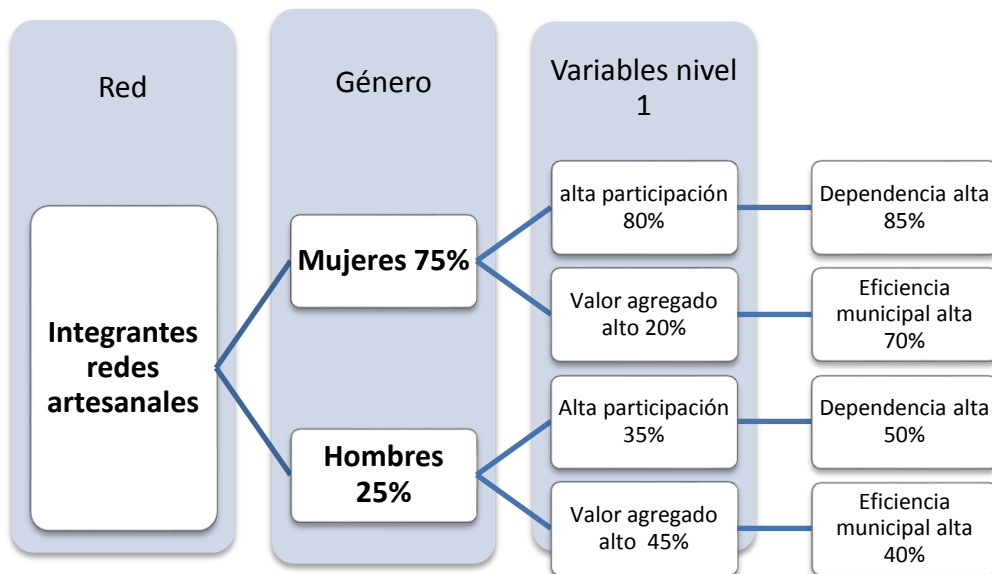 Red
Género
Variables nivel
1
Integrantes
redes
artesanales
Mujeres 75%
alta participación
80%
Dependencia alta
85%
Valor agregado
alto 20%
Eficiencia
municipal alta
70%
Hombres
25%
Alta participación
35%
Dependencia alta
50%
Valor agregado
alto 45%
Eficiencia
municipal alta
40%